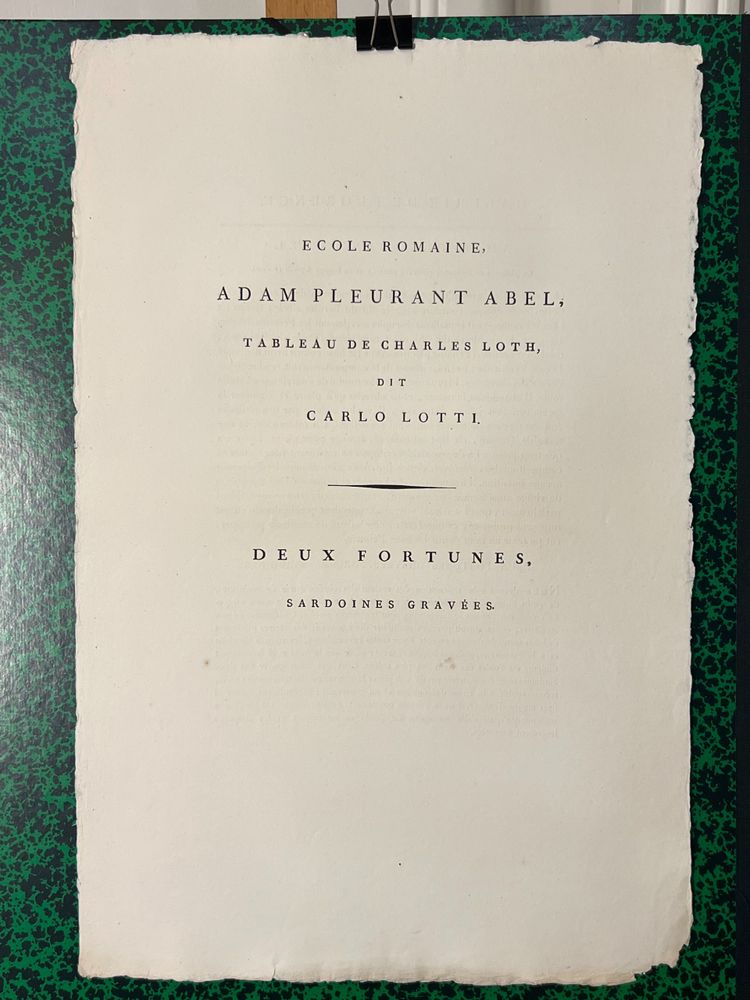 ECOLE ROMAINE,
ADAM PLEURANT ABEL,
TABLEAU DE CHARLES LOTH,
DIT
CARLO LOTTI.
DEUX FORTUNES,
SARDOINES GRAVÉES.